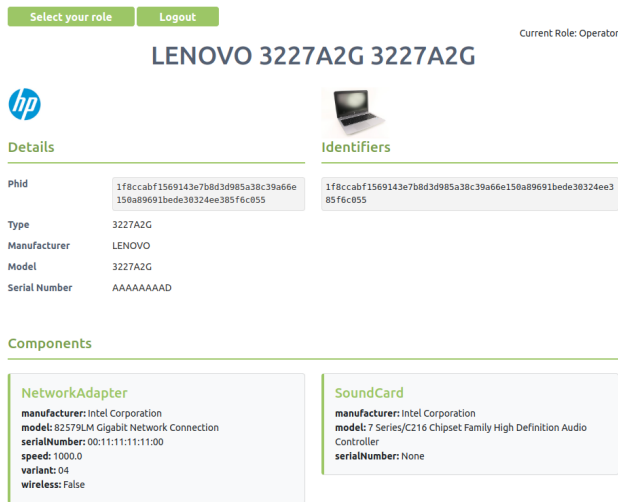 Select your role
Logout
Current Role: Operator
LENOVO 3227A2G 3227A2G
hp
Details
Identifiers
Phid
1f8ccabf1569143e7b8d3d985a38c39a66e
150a89691bede30324ee385f6c055
1f8ccabf1569143e7b8d3d985a38c39a66e150a89691bede30324ee3
85f6c055
Type 3227A2G
Manufacturer LENOVO
Model 3227A2G
Serial Number AAAAAAAAD
Components
NetworkAdapter
manufacturer: Intel Corporation
model: 82579LM Gigabit Network Connection
serialNumber: 00:11:11:11:11:00
speed: 1000.0
variant: 04
wireless: False
SoundCard
manufacturer: Intel Corporation
model: 7 Series/C216 Chipset Family High Definition Audio
Controller
serialNumber: None